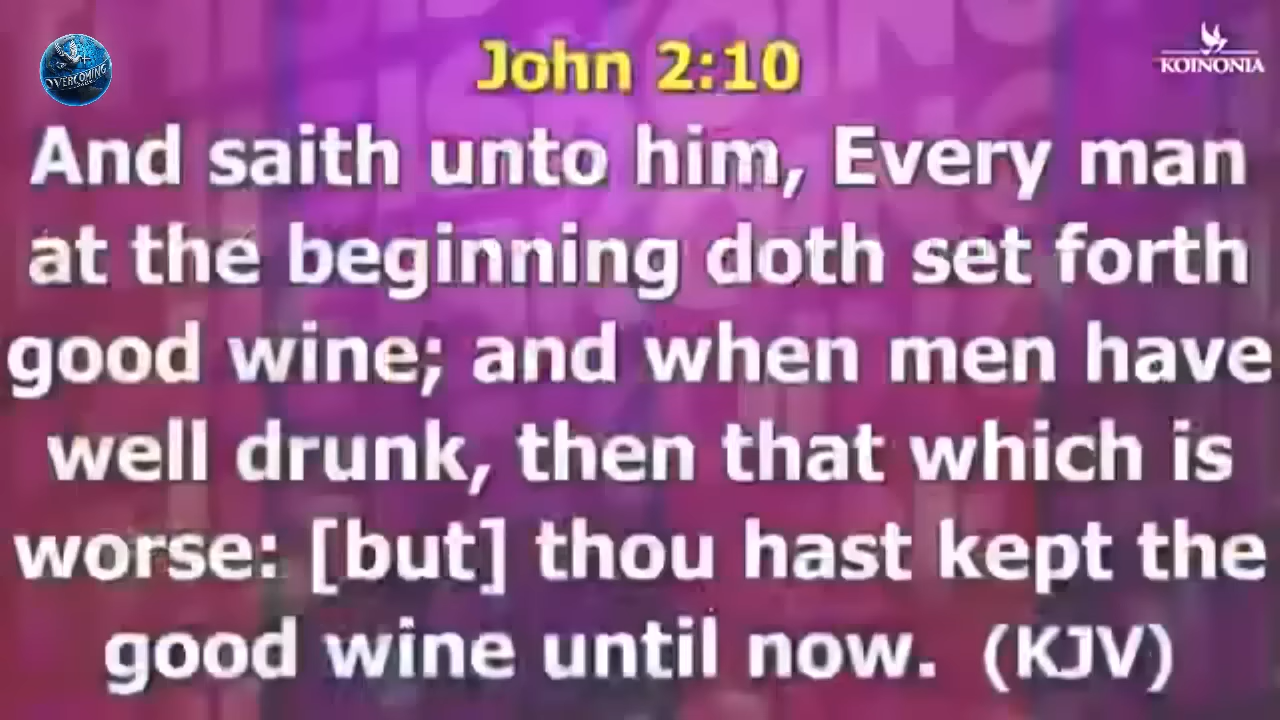 John 2:10
OVERCOMING
KOINONIA
And saith unto him, Every man
at the beginning doth set forth
good wine; and when men have
well drunk, then that which is
worse: [but] thou hast kept the
good wine until now. (KJV)